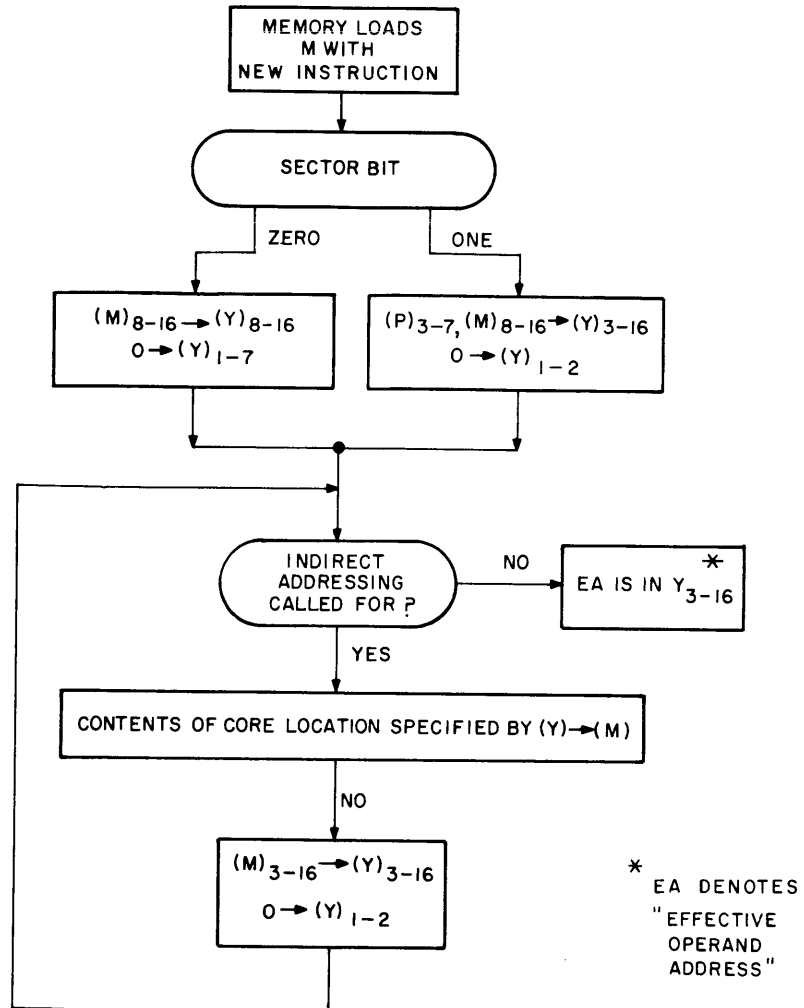 MEMORY LOADS
M WITH
NEW INSTRUCTION
SECTOR BIT
ZERO
ONE
(M)8-16→(Y)8-16
0→(Y)1-7
(P)3-7,(M)8-16→(Y)3-16
0→(Y)1-2
INDIRECT
ADDRESSING
CALLED FOR?
NO
EA IS IN Y3-16*
YES
CONTENTS OF CORE LOCATION SPECIFIED BY (Y)→(M)
NO
(M)3-16→(Y)3-16
0→(Y)1-2
*
EA DENOTES
"EFFECTIVE
OPERAND
ADDRESS"